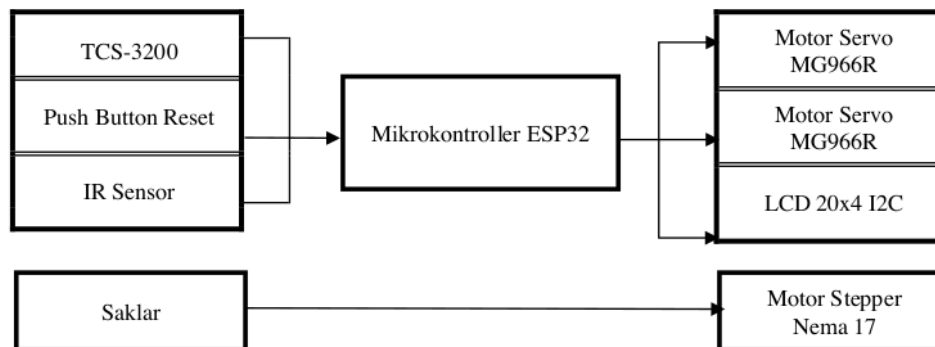 TCS-3200
Push Button Reset
IR Sensor
Mikrokontroller ESP32
Motor Servo
MG966R
Motor Servo
MG966R
LCD 20x4 I2C
Saklar
Motor Stepper
Nema 17